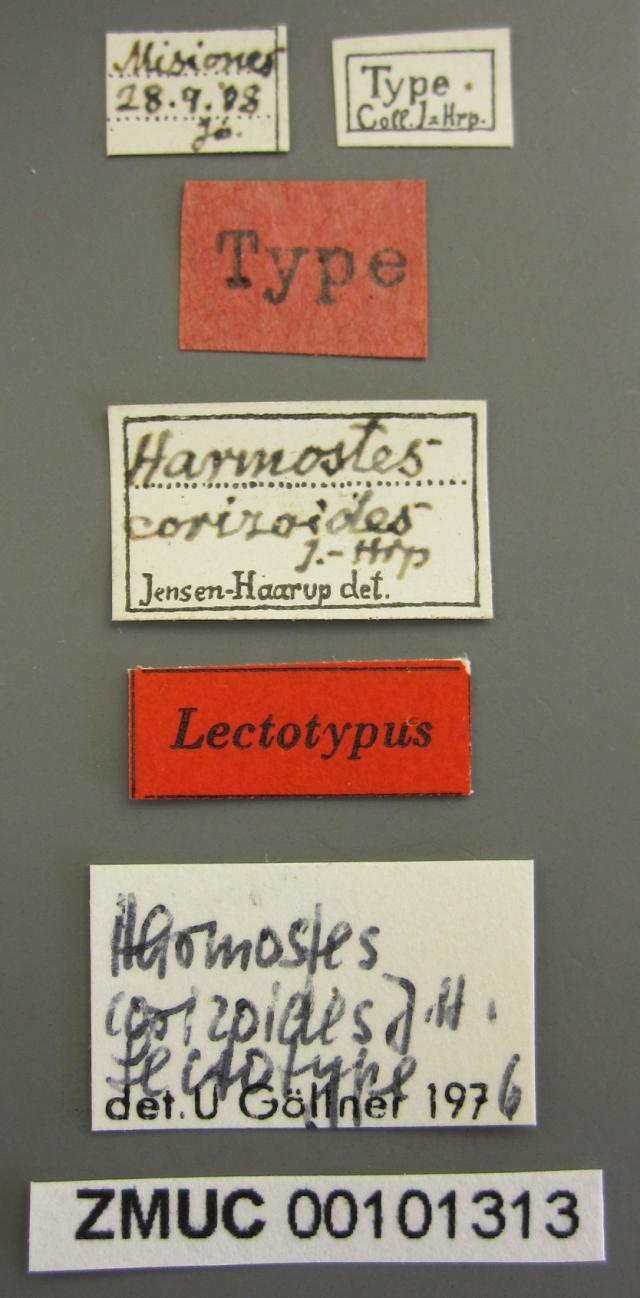 Misiones
28.9.08
Jö.
Type.
Coll. J=Hrp.
Type
Harmostes
corizoides
J.-Hrp
Jensen-Haarup det.
Lectotypus
Harmostes
corizoides J.H.
Lectotype
det. U Göllner 1976
ZMUC 00101313